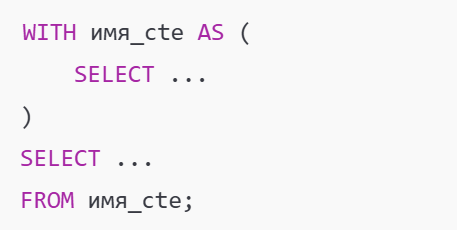 WITH имя_cte AS (
    SELECT ...
)
SELECT ...
FROM имя_cte;